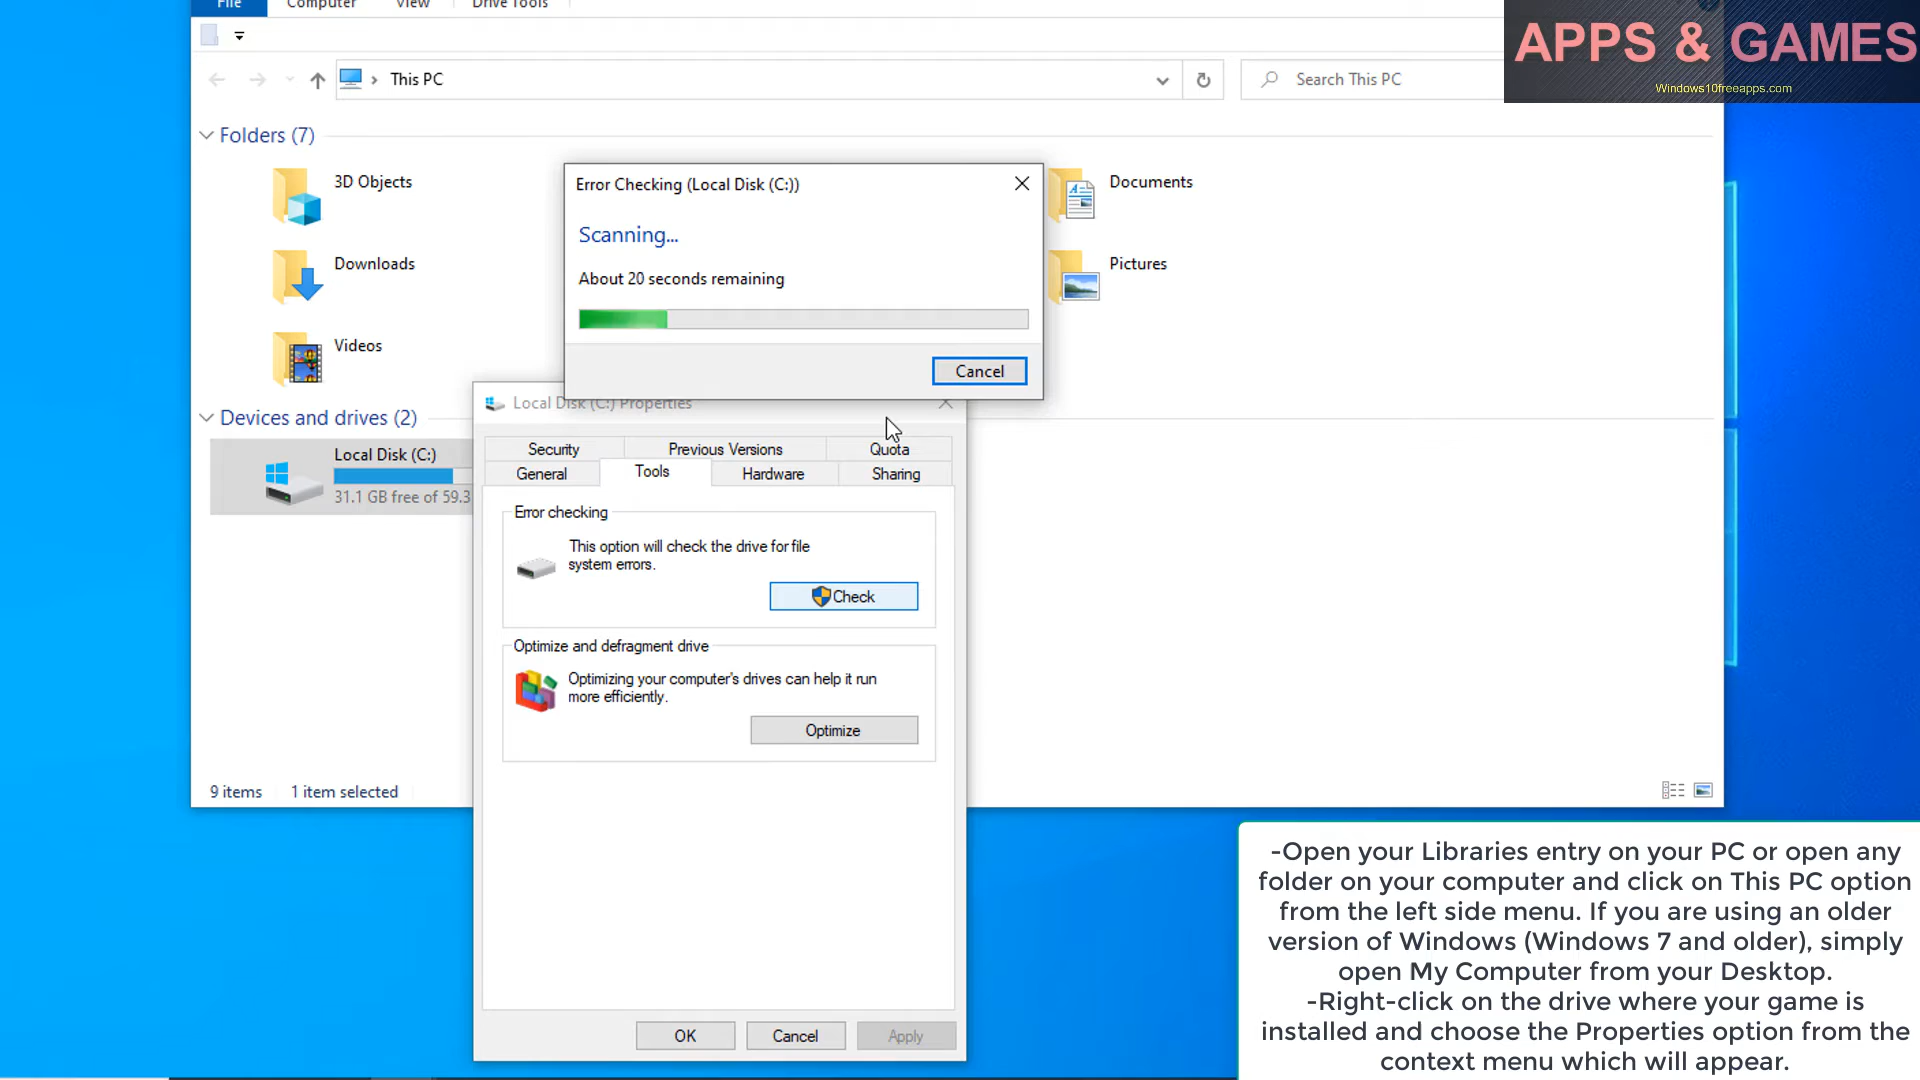 File
Computer
View
Drive Tools
APPS & GAMES
Windows10freeapps.com
This PC
Search This PC
Folders (7)
3D Objects
Documents
Downloads
Pictures
Videos
Error Checking (Local Disk (C:))
Scanning...
About 20 seconds remaining
Cancel
Devices and drives (2)
Local Disk (C:)
31.1 GB free of 59.3
Local Disk (C:) Properties
Security
Previous Versions
Quota
General
Tools
Hardware
Sharing
Error checking
This option will check the drive for file
system errors.
Check
Optimize and defragment drive
Optimizing your computer's drives can help it run
more efficiently.
Optimize
OK
Cancel
Apply
9 items
1 item selected
-Open your Libraries entry on your PC or open any
folder on your computer and click on This PC option
from the left side menu. If you are using an older
version of Windows (Windows 7 and older), simply
open My Computer from your Desktop.
-Right-click on the drive where your game is
installed and choose the Properties option from the
context menu which will appear.